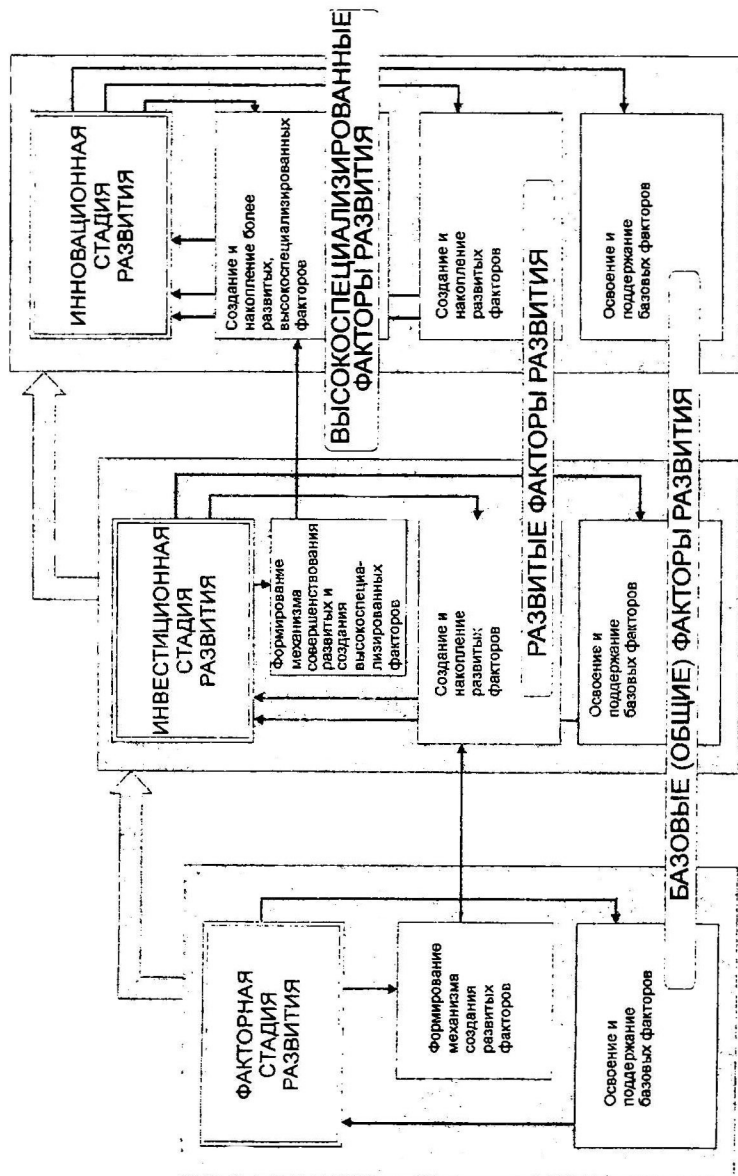 ФАКТОРНАЯ
СТАДИЯ
РАЗВИТИЯ
Формирование
механизма
создания
развитых
факторов
Освоение и
поддержание
базовых факторов
ИНВЕСТИЦИОННАЯ
СТАДИЯ
РАЗВИТИЯ
Формирование
механизма
совершенствования
развитых и
создания
высокоспециа-
лизированных
факторов
Создание и
накопление
развитых
факторов
Освоение и
поддержание
базовых факторов
ИННОВАЦИОННАЯ
СТАДИЯ
РАЗВИТИЯ
Создание и
накопление более
развитых,
высокоспециализированных
факторов
Создание и
накопление
развитых
факторов
Освоение и
поддержание
базовых факторов
ВЫСОКОСПЕЦИАЛИЗИРОВАННЫЕ
ФАКТОРЫ РАЗВИТИЯ
РАЗВИТЫЕ ФАКТОРЫ РАЗВИТИЯ
БАЗОВЫЕ (ОБЩИЕ) ФАКТОРЫ РАЗВИТИЯ